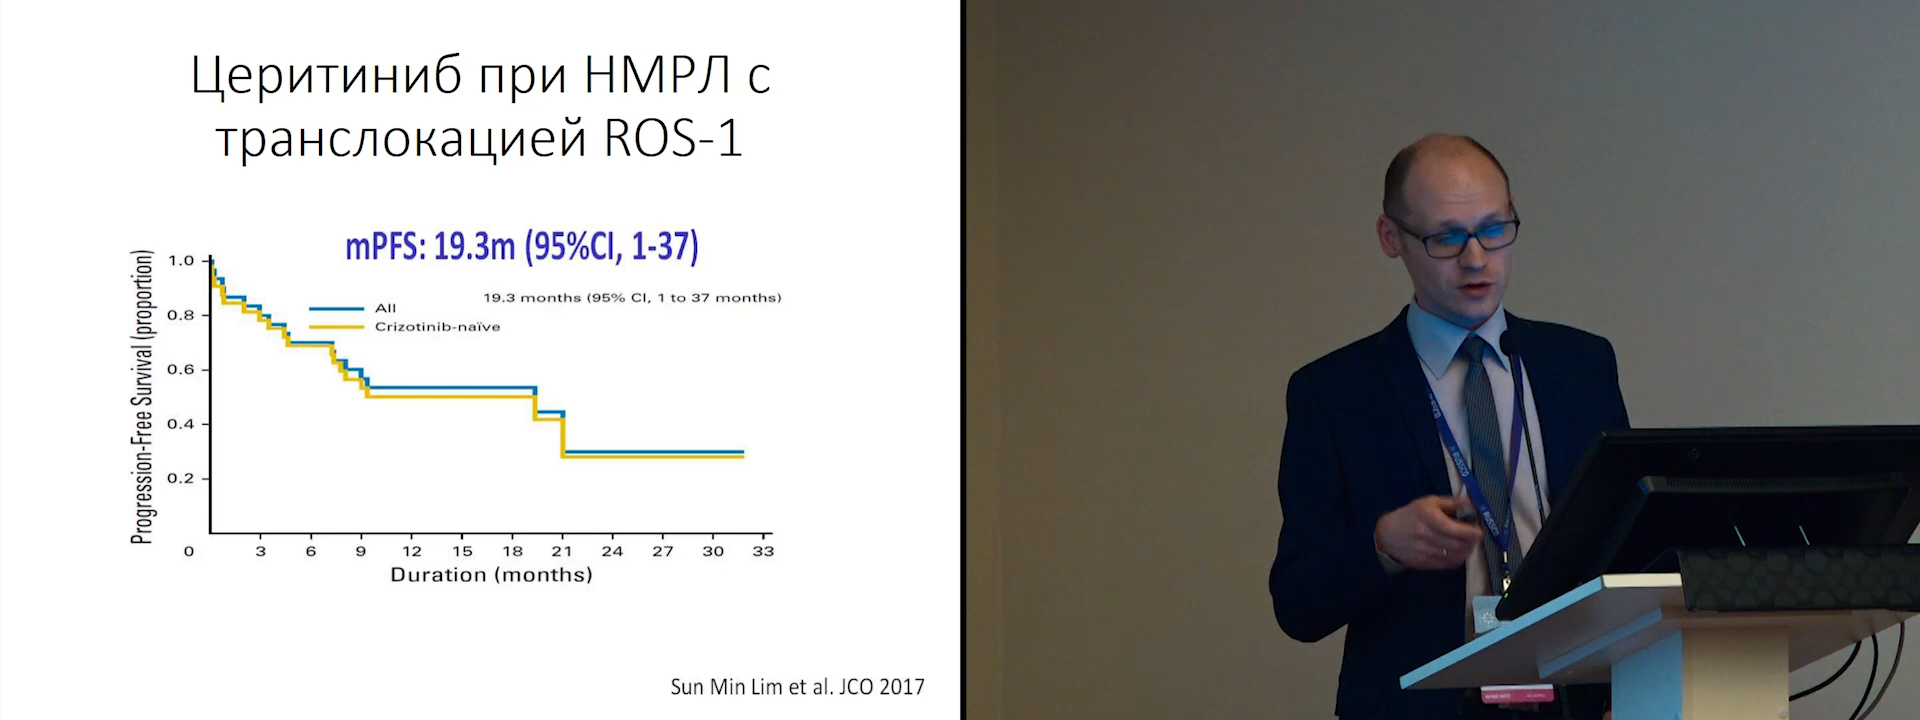 Церитиниб при НМРЛ с
транслокацией ROS-1
mPFS: 19.3m (95%CI, 1-37)
19.3 months (95% CI, 1 to 37 months)
All
Crizotinib-naïve
Progression-Free Survival (proportion)
1.0
0.8
0.6
0.4
0.2
0 3 6 9 12 15 18 21 24 27 30 33
Duration (months)
Sun Min Lim et al. JCO 2017
RUSSCO
RUSSCO